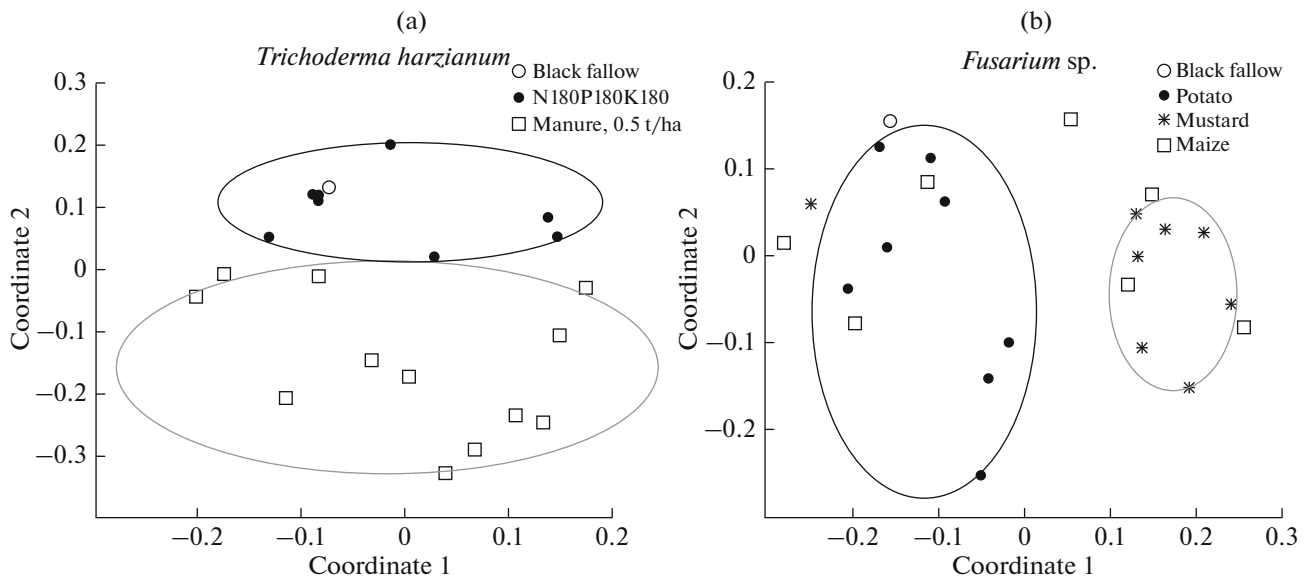 (a)
Trichoderma harzianum
Black fallow
N180P180K180
Manure, 0.5 t/ha
0.3
0.2
0.1
0
−0.1
−0.2
−0.3
Coordinate 2
−0.2 −0.1 0 0.1 0.2
Coordinate 1
(b)
Fusarium sp.
Black fallow
Potato
Mustard
Maize
0.2
0.1
0
−0.1
−0.2
Coordinate 2
−0.2 −0.1 0 0.1 0.2 0.3
Coordinate 1